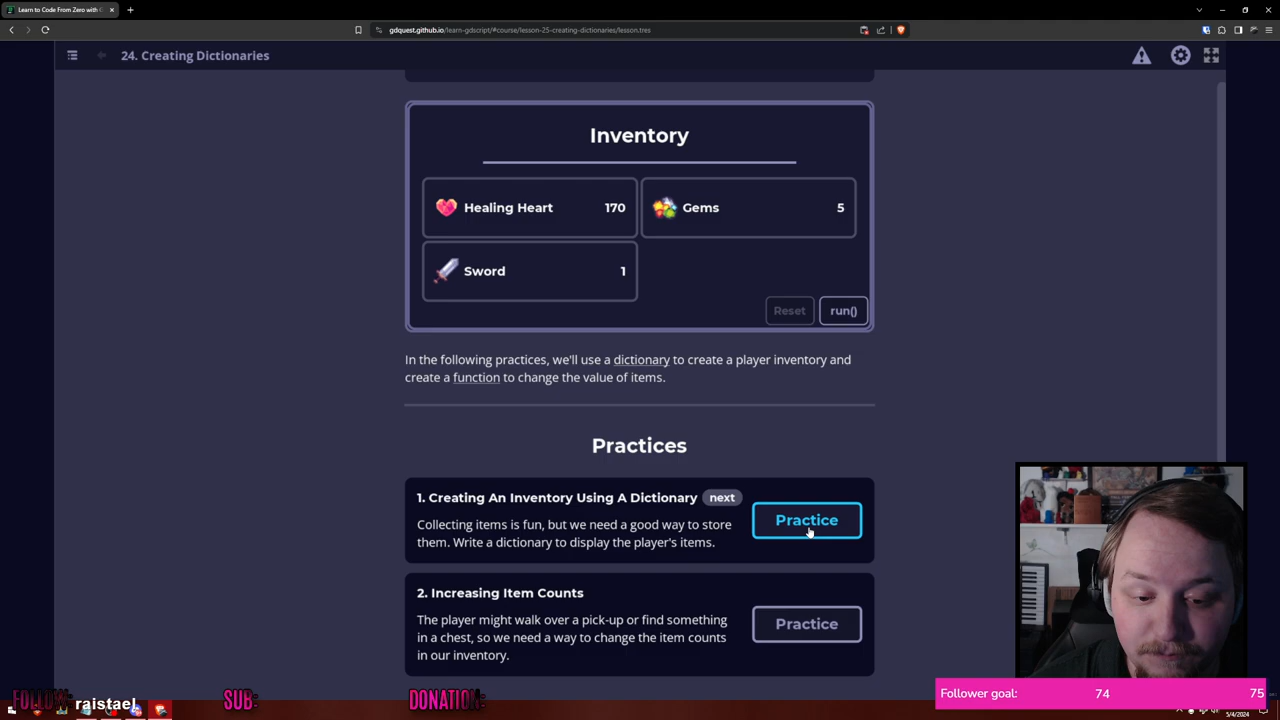 Learn to Code From Zero with G
gdquest.github.io/learn-gdscript/#course/lesson-25-creating-dictionaries/lesson.tres
24. Creating Dictionaries
Inventory
Healing Heart 170
Gems 5
Sword 1
Reset
run()
In the following practices, we'll use a dictionary to create a player inventory and
create a function to change the value of items.
Practices
1. Creating An Inventory Using A Dictionary next
Collecting items is fun, but we need a good way to store
them. Write a dictionary to display the player's items.
Practice
2. Increasing Item Counts
The player might walk over a pick-up or find something
in a chest, so we need a way to change the item counts
in our inventory.
Practice
FOLLOW: raistael
SUB:
DONATION:
Follower goal: 74 75
5/4/2024